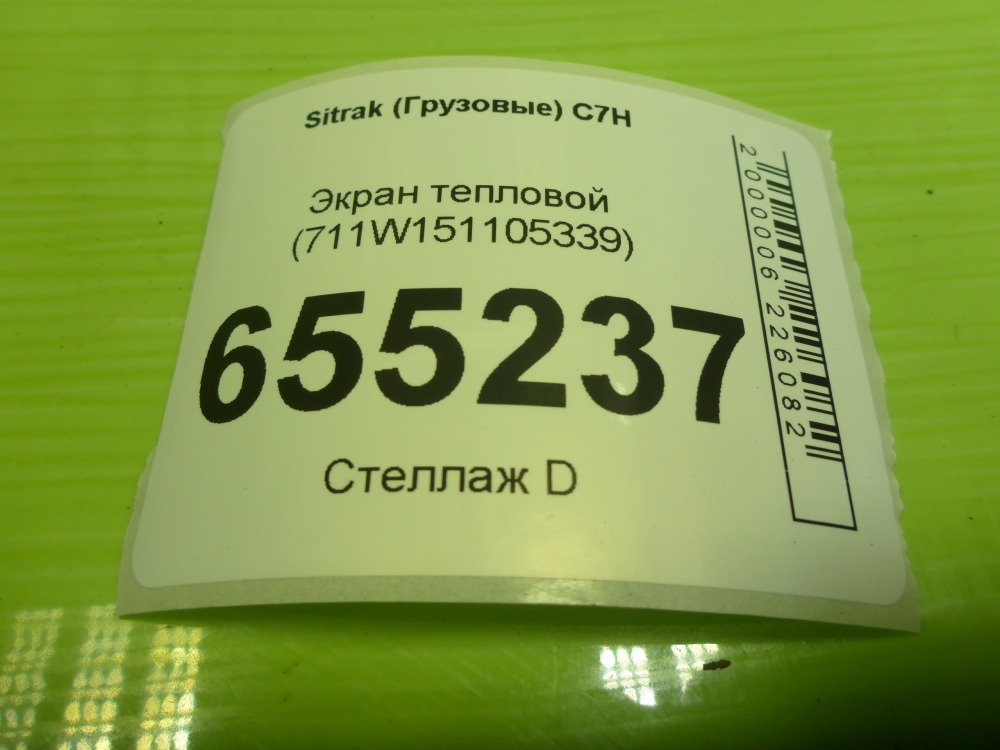 Sitrak (Грузовые) C7H
Экран тепловой
(711W151105339)
655237
Стеллаж D
2000006226082